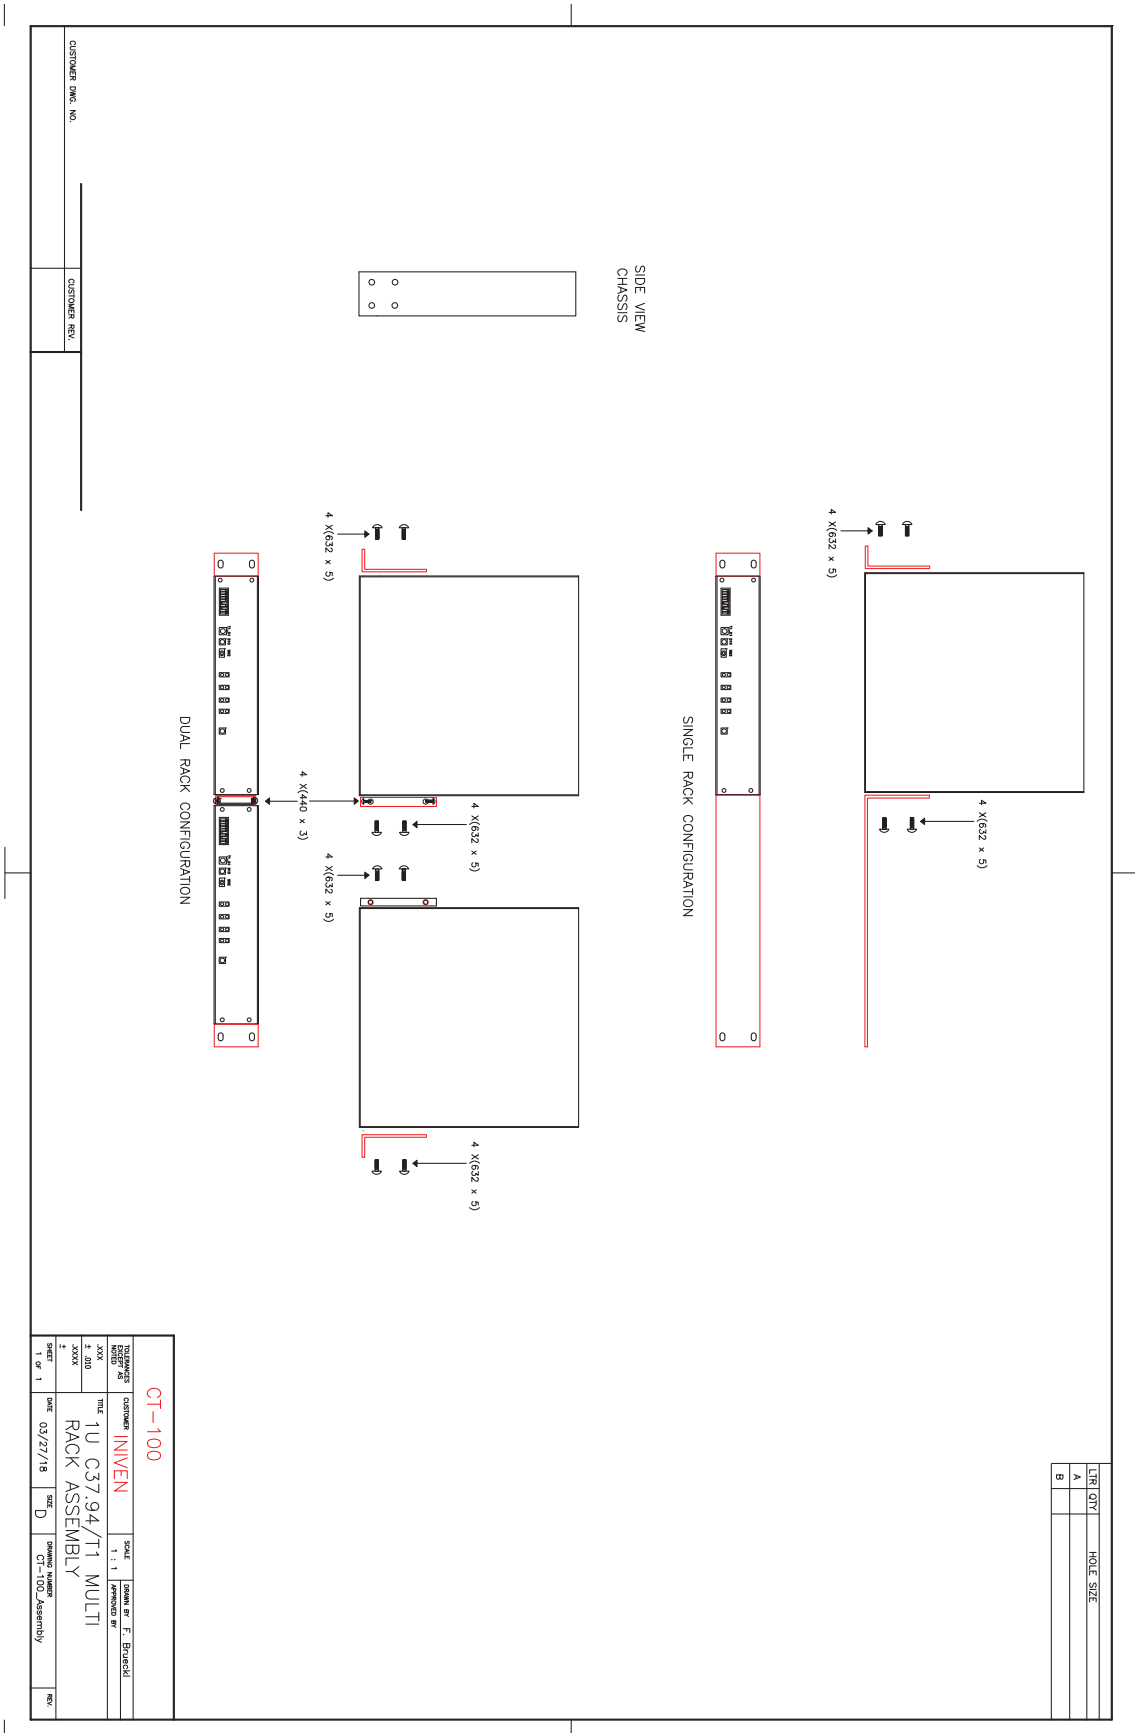 LTR QTY HOLE SIZE
A
B
4 X(632 x 5)
4 X(632 x 5)
SINGLE RACK CONFIGURATION
SIDE VIEW
CHASSIS
4 X(632 x 5)
4 X(632 x 5)
4 X(632 x 5)
4 X(440 x 3)
4 X(632 x 5)
DUAL RACK CONFIGURATION
CUSTOMER DWG. NO.
CUSTOMER REV.
CT-100
TOLERANCES
EXCEPT AS
NOTED
.XXX
± .010
.XXXX
±
CUSTOMER INIVEN
SCALE
1 : 1
DRAWN BY F. Brueckl
APPROVED BY
TITLE
1U C37.94/T1 MULTI
RACK ASSEMBLY
SHEET
1 OF 1
DATE
03/27/18
SIZE
D
DRAWING NUMBER
CT-100_Assembly
REV.